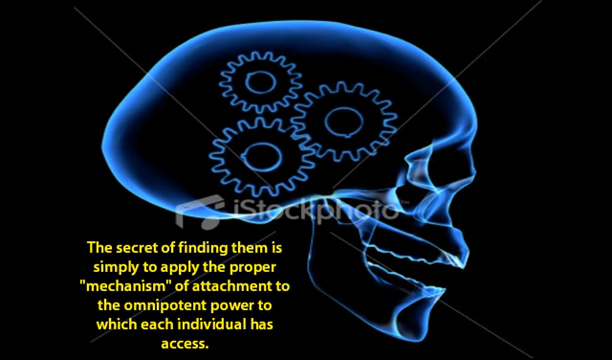 iStockphoto™
The secret of finding them is
simply to apply the proper
"mechanism" of attachment to
the omnipotent power to
which each individual has
access.